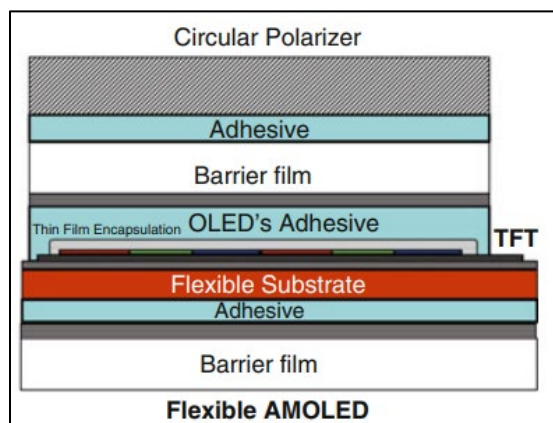 Circular Polarizer
Adhesive
Barrier film
Thin Film Encapsulation OLED's Adhesive
TFT
Flexible Substrate
Adhesive
Barrier film
Flexible AMOLED